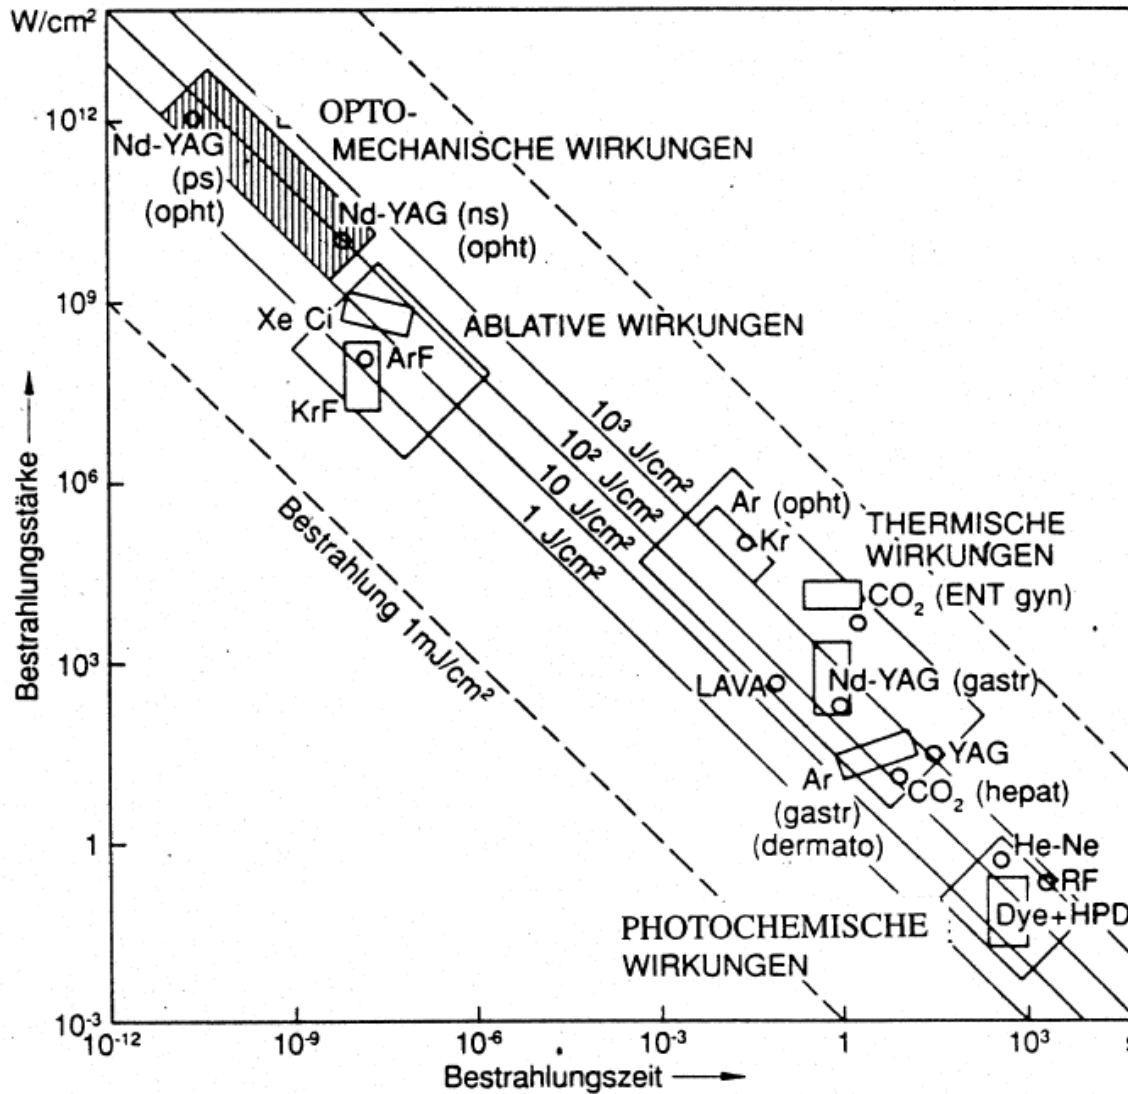 W/cm²
10¹²
10⁹
10⁶
10³
1
10⁻³
Bestrahlungsstärke
OPTO-
MECHANISCHE WIRKUNGEN
Nd-YAG
(ps)
(opht)
Nd-YAG (ns)
(opht)
Xe Ci
ArF
KrF
ABLATIVE WIRKUNGEN
10³ J/cm²
10² J/cm²
10 J/cm²
1 J/cm²
Bestrahlung 1mJ/cm²
Ar (opht)
Kr
THERMISCHE
WIRKUNGEN
CO₂ (ENT gyn)
LAVA
Nd-YAG (gastr)
YAG
Ar
(gastr)
(dermato)
CO₂ (hepat)
He-Ne
RF
Dye+HPD
PHOTOCHEMISCHE
WIRKUNGEN
10⁻¹²
10⁻⁹
10⁻⁶
10⁻³
1
10³
Bestrahlungszeit